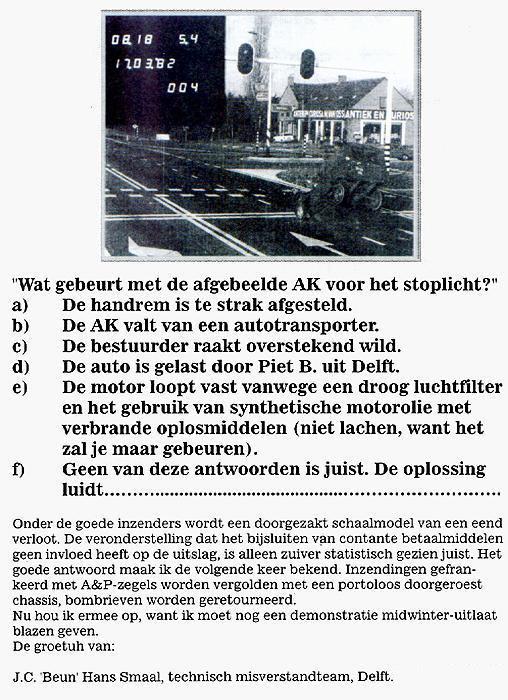 08.18 5.4
17.03.82
004
ANTIEK EN CURIOS
"Wat gebeurt met de afgebeelde AK voor het stoplicht?"
a) De handrem is te strak afgesteld.
b) De AK valt van een autotransporter.
c) De bestuurder raakt overstekend wild.
d) De auto is gelast door Piet B. uit Delft.
e) De motor loopt vast vanwege een droog luchtfilter
en het gebruik van synthetische motorolie met
verbrande oplosmiddelen (niet lachen, want het
zal je maar gebeuren).
f) Geen van deze antwoorden is juist. De oplossing
luidt..............................................................................
Onder de goede inzenders wordt een doorgezakt schaalmodel van een eend
verloot. De veronderstelling dat het bijsluiten van contante betaalmiddelen
geen invloed heeft op de uitslag, is alleen zuiver statistisch gezien juist. Het
goede antwoord maak ik de volgende keer bekend. Inzendingen gefran-
keerd met A&P-zegels worden vergolden met een portoloos doorgeroest
chassis, bombrieven worden geretourneerd.
Nu hou ik ermee op, want ik moet nog een demonstratie midwinter-uitlaat
blazen geven.
De groetuh van:
J.C. 'Beun' Hans Smaal, technisch misverstandteam, Delft.